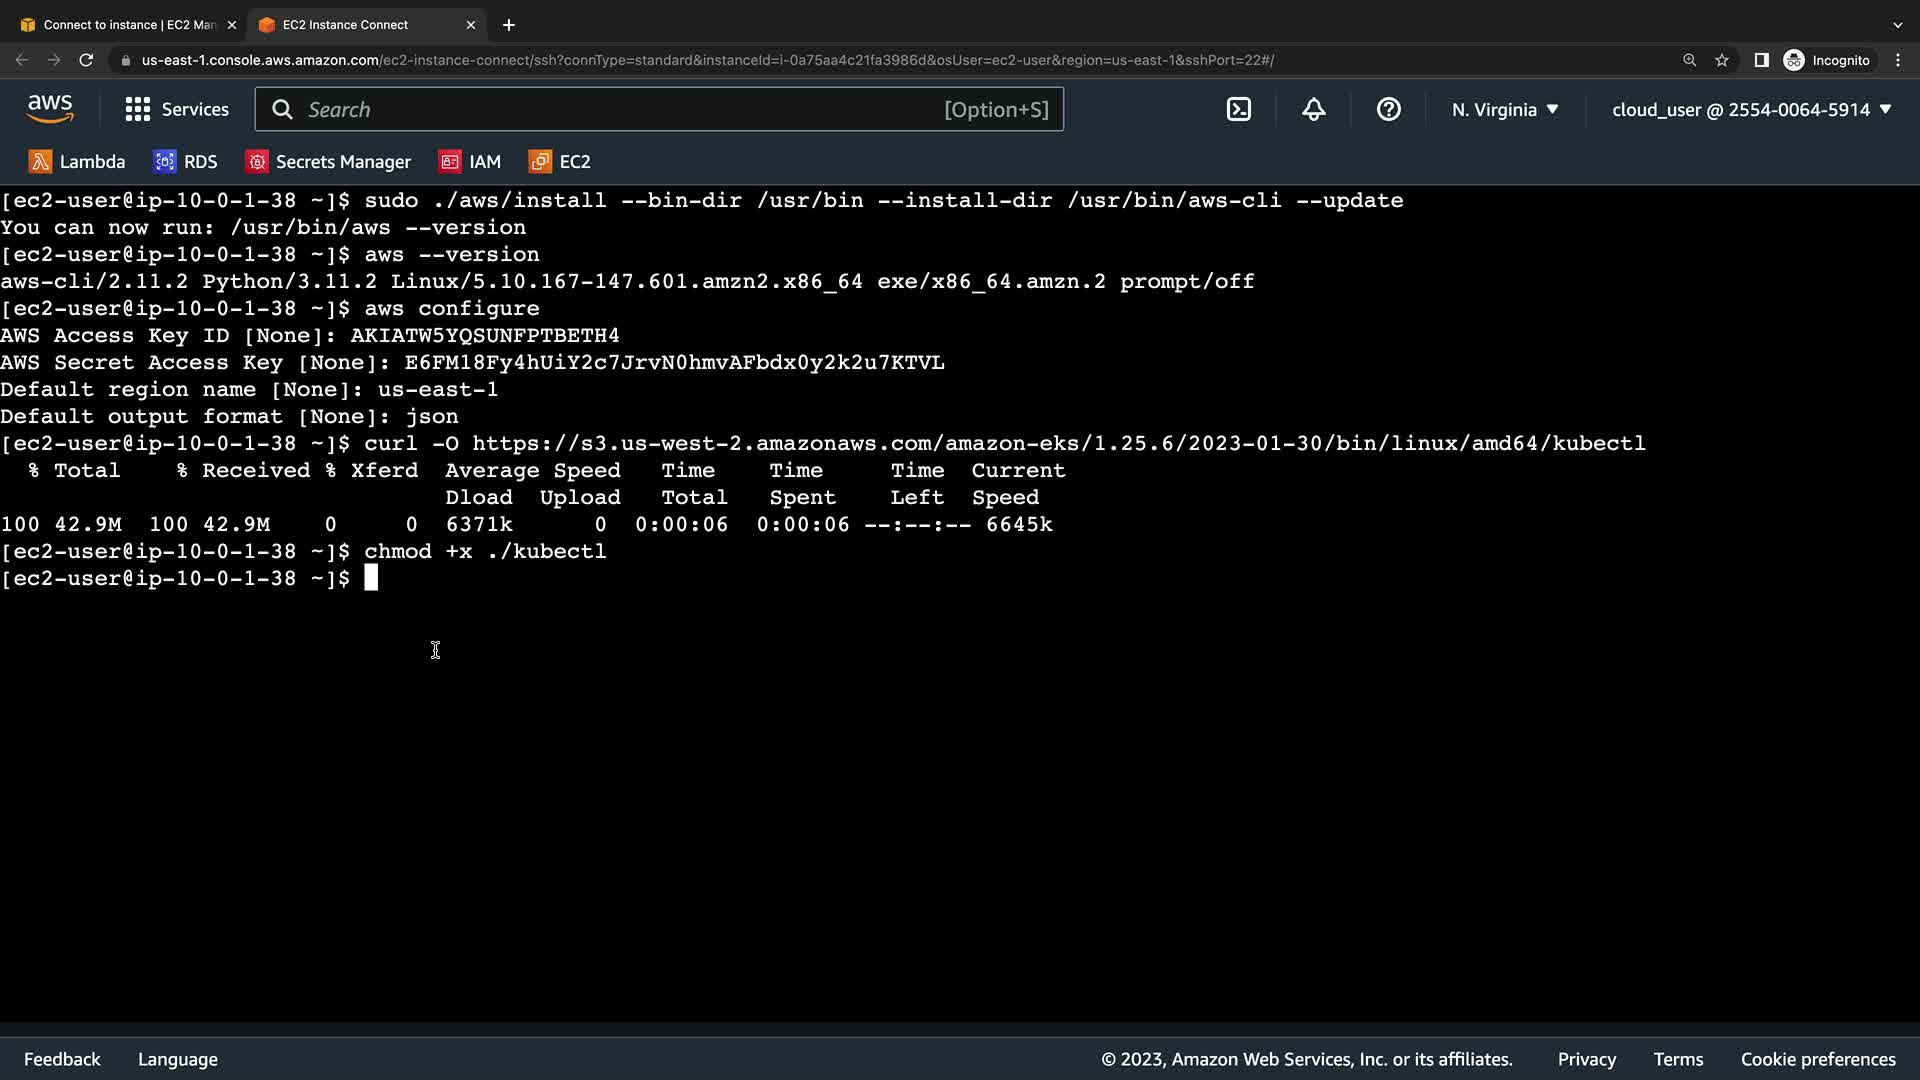 Connect to instance | EC2 Man
EC2 Instance Connect
us-east-1.console.aws.amazon.com/ec2-instance-connect/ssh?connType=standard&instanceId=i-0a75aa4c21fa3986d&osUser=ec2-user&region=us-east-1&sshPort=22#/
Incognito
aws
Services
Search
[Option+S]
N. Virginia
cloud_user @ 2554-0064-5914
Lambda
RDS
Secrets Manager
IAM
EC2
[ec2-user@ip-10-0-1-38 ~]$ sudo ./aws/install --bin-dir /usr/bin --install-dir /usr/bin/aws-cli --update
You can now run: /usr/bin/aws --version
[ec2-user@ip-10-0-1-38 ~]$ aws --version
aws-cli/2.11.2 Python/3.11.2 Linux/5.10.167-147.601.amzn2.x86_64 exe/x86_64.amzn.2 prompt/off
[ec2-user@ip-10-0-1-38 ~]$ aws configure
AWS Access Key ID [None]: AKIATW5YQSUNFPTBETH4
AWS Secret Access Key [None]: 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
Default region name [None]: us-east-1
Default output format [None]: json
[ec2-user@ip-10-0-1-38 ~]$ curl -O https://s3.us-west-2.amazonaws.com/amazon-eks/1.25.6/2023-01-30/bin/linux/amd64/kubectl
  % Total    % Received % Xferd  Average Speed   Time    Time     Time  Current
                                 Dload  Upload   Total   Spent    Left  Speed
100 42.9M  100 42.9M    0     0  6371k      0  0:00:06  0:00:06 --:--:-- 6645k
[ec2-user@ip-10-0-1-38 ~]$ chmod +x ./kubectl
[ec2-user@ip-10-0-1-38 ~]$
Feedback
Language
© 2023, Amazon Web Services, Inc. or its affiliates.
Privacy
Terms
Cookie preferences